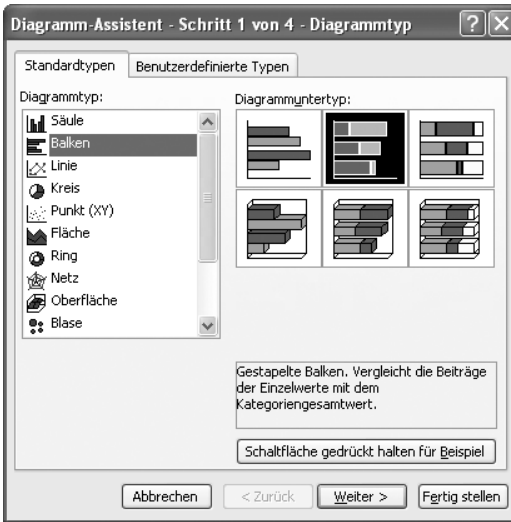 Diagramm-Assistent - Schritt 1 von 4 - Diagrammtyp
Standardtypen
Benutzerdefinierte Typen
Diagrammtyp:
Säule
Balken
Linie
Kreis
Punkt (XY)
Fläche
Ring
Netz
Oberfläche
Blase
Diagrammuntertyp:
Gestapelte Balken. Vergleicht die Beiträge
der Einzelwerte mit dem
Kategoriengesamtwert.
Schaltfläche gedrückt halten für Beispiel
Abbrechen
< Zurück
Weiter >
Fertig stellen